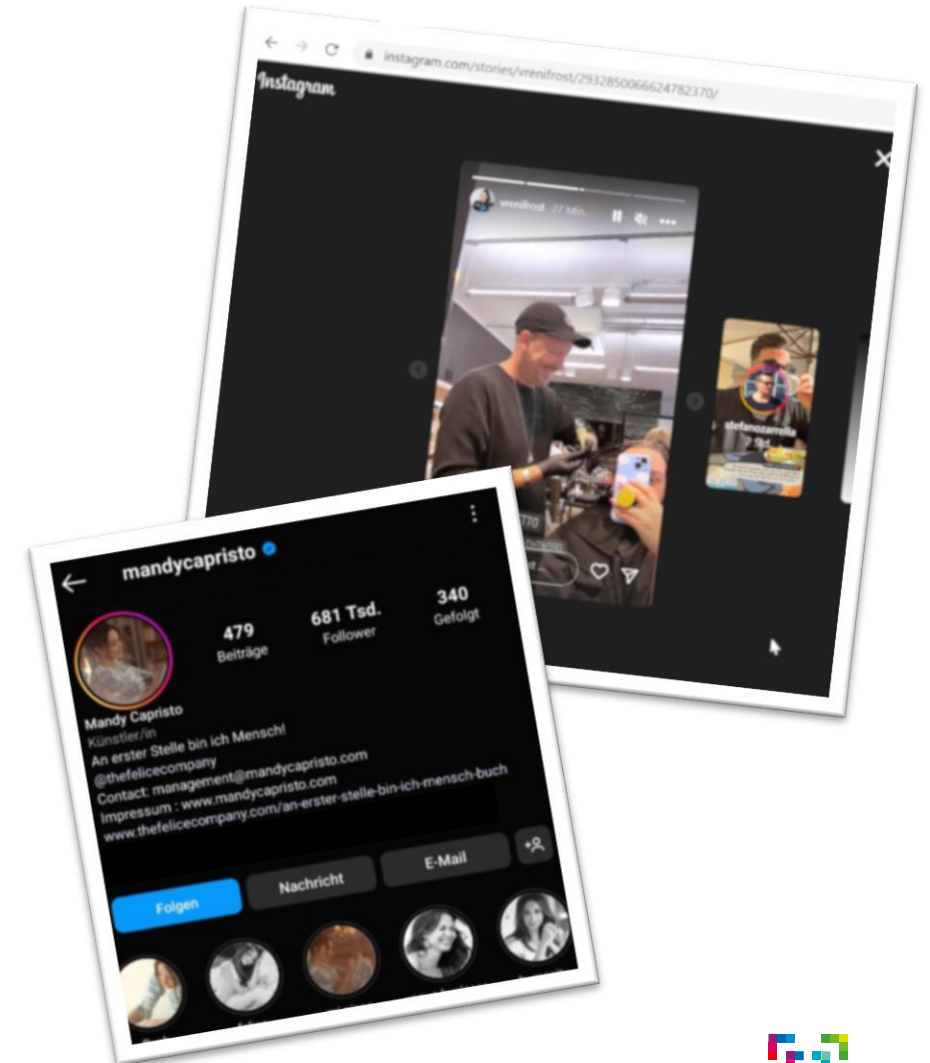 instagram.com/stories/vrenifrost/2932850066624782370/
Instagram
vrenifrost 27 Min.
stefanozarrella
2 Std.
mandycapristo
479
Beiträge
681 Tsd.
Follower
340
Gefolgt
Mandy Capristo
Künstler/in
An erster Stelle bin ich Mensch!
@thefelicecompany
Contact: management@mandycapristo.com
Impressum : www.mandycapristo.com
www.thefelicecompany.com/an-erster-stelle-bin-ich-mensch-buch
Folgen
Nachricht
E-Mail